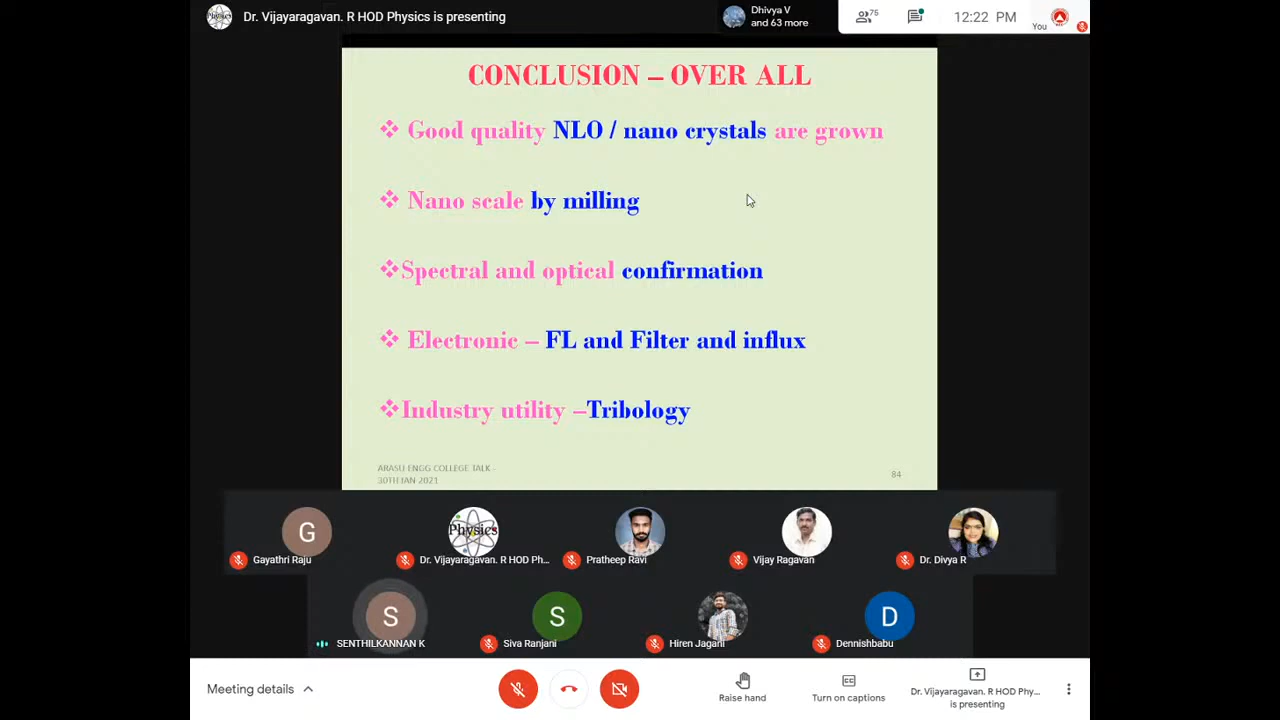 Dr. Vijayaragavan. R HOD Physics is presenting
Dhivya V
and 63 more
75
12:22 PM
You
Physics
CONCLUSION – OVER ALL
❖ Good quality NLO / nano crystals are grown
❖ Nano scale by milling
❖Spectral and optical confirmation
❖ Electronic – FL and Filter and influx
❖Industry utility –Tribology
ARASU ENGG COLLEGE TALK -
30TH JAN 2021
84
G
Physics
Gayathri Raju
Dr. Vijayaragavan. R HOD Ph...
Pratheep Ravi
Vijay Ragavan
Dr. Divya R
S
S
D
SENTHILKANNAN K
Siva Ranjani
Hiren Jagani
Dennishbabu
Meeting details
Raise hand
CC
Turn on captions
Dr. Vijayaragavan. R HOD Phy...
is presenting